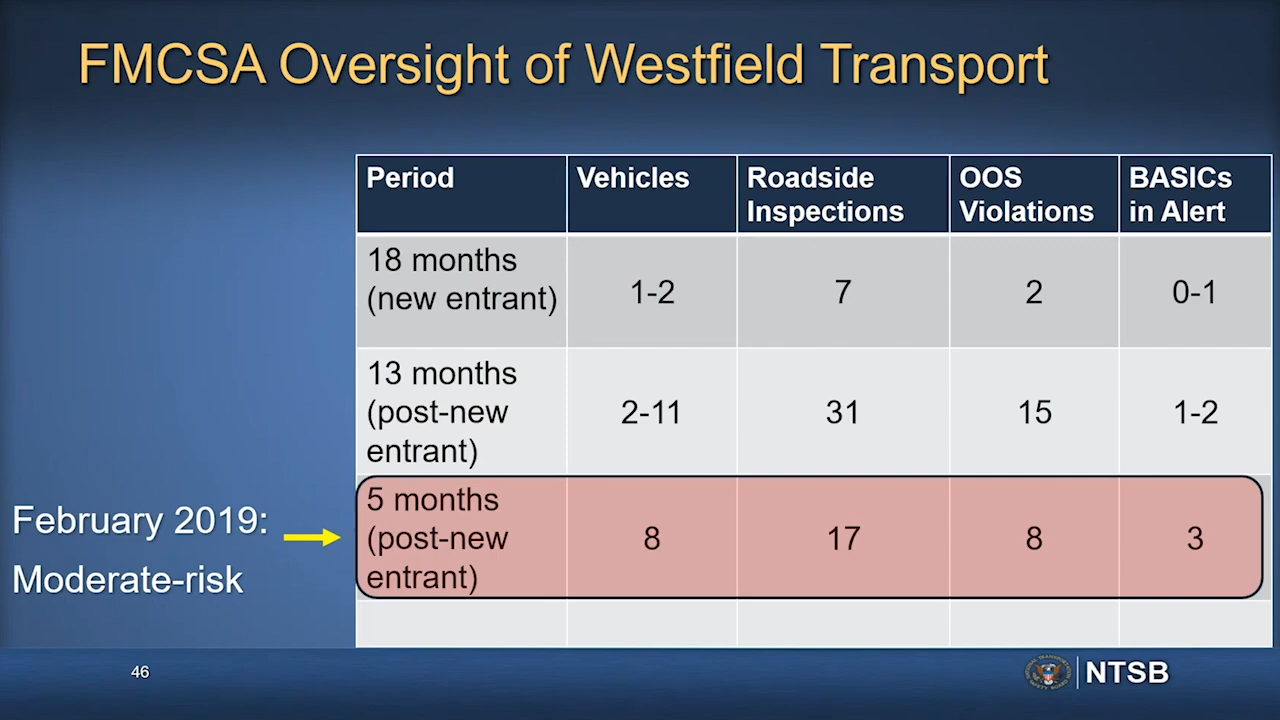 FMCSA Oversight of Westfield Transport
Period
Vehicles
Roadside
Inspections
OOS
Violations
BASICs
in Alert
18 months
(new entrant)
1-2
7
2
0-1
13 months
(post-new
entrant)
2-11
31
15
1-2
February 2019:
Moderate-risk
5 months
(post-new
entrant)
8
17
8
3
46
NTSB